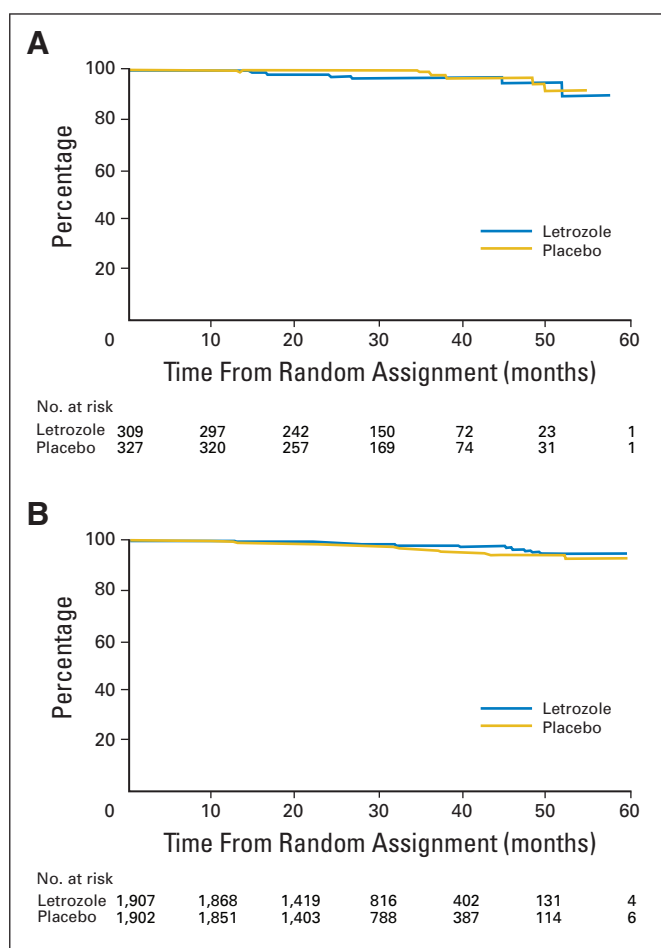 A
100
80
60
40
20
0
Percentage
Letrozole
Placebo
10 20 30 40 50 60
Time From Random Assignment (months)
No. at risk
Letrozole 309 297 242 150 72 23 1
Placebo 327 320 257 169 74 31 1
B
100
80
60
40
20
0
Percentage
Letrozole
Placebo
10 20 30 40 50 60
Time From Random Assignment (months)
No. at risk
Letrozole 1,907 1,868 1,419 816 402 131 4
Placebo 1,902 1,851 1,403 788 387 114 6